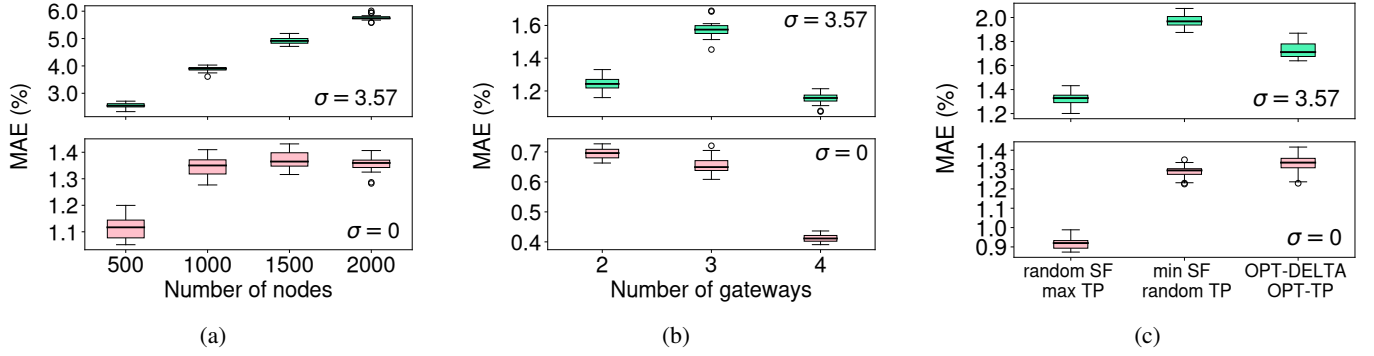 MAE (%)
6.0
5.0
4.0
3.0
σ = 3.57
1.4
1.3
1.2
1.1
σ = 0
500 1000 1500 2000
Number of nodes
(a)
MAE (%)
1.6
1.4
1.2
σ = 3.57
0.7
0.6
0.5
0.4
σ = 0
2 3 4
Number of gateways
(b)
MAE (%)
2.0
1.8
1.6
1.4
1.2
σ = 3.57
1.4
1.3
1.2
1.0
1.0
0.9
σ = 0
random SF min SF OPT-DELTA
max TP random TP OPT-TP
(c)